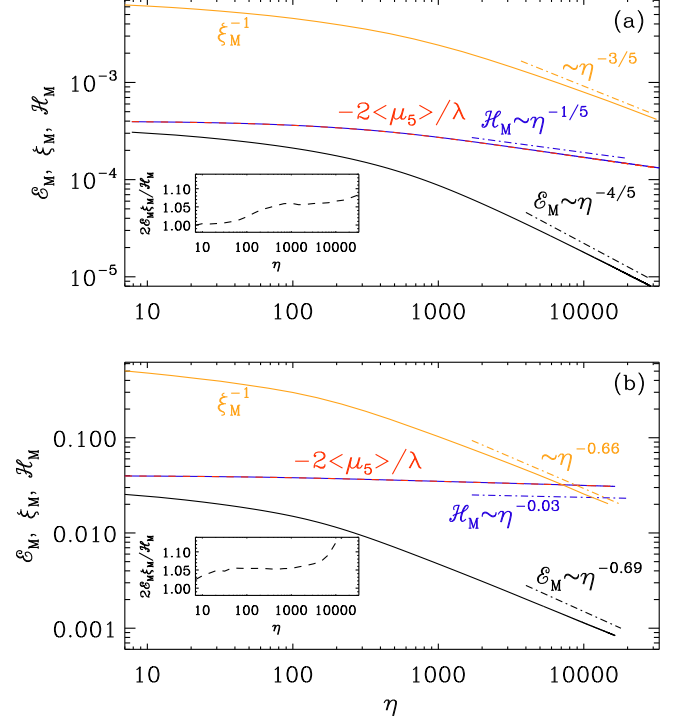 (a)
ξ_M^{-1}
~η^{-3/5}
10^{-3}
-2<μ_5>/λ
ℋ_M~η^{-1/5}
ℰ_M, ξ_M, ℋ_M
10^{-4}
1.10
1.05
1.00
2ℰ_Mξ_M/ℋ_M
10 100 1000 10000
η
ℰ_M~η^{-4/5}
10^{-5}
10 100 1000 10000
(b)
ξ_M^{-1}
0.100
~η^{-0.66}
-2<μ_5>/λ
ℋ_M~η^{-0.03}
ℰ_M, ξ_M, ℋ_M
0.010
1.10
1.05
1.00
2ℰ_Mξ_M/ℋ_M
10 100 1000 10000
η
ℰ_M~η^{-0.69}
0.001
10 100 1000 10000
η